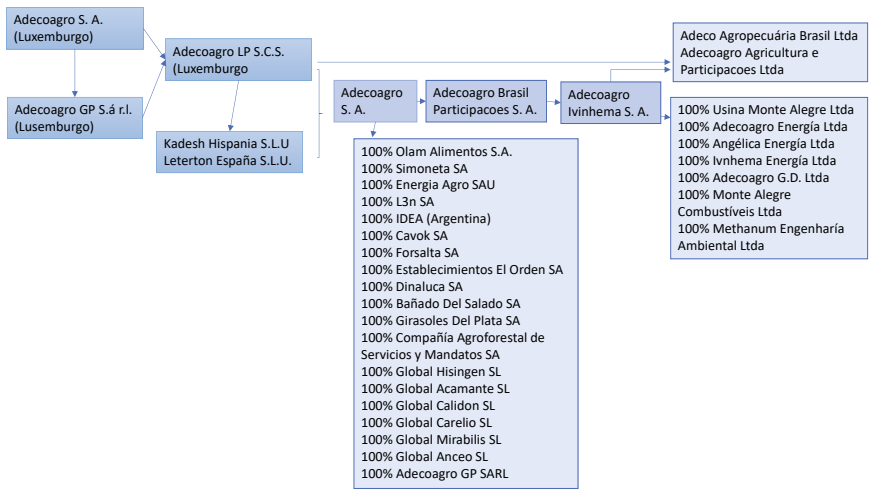 Adecoagro S. A.
(Luxemburgo)
Adecoagro GP S.á r.l.
(Lusemburgo)
Adecoagro LP S.C.S.
(Luxemburgo
Kadesh Hispania S.L.U
Leterton España S.L.U.
Adecoagro
S. A.
Adecoagro Brasil
Participacoes S. A.
Adecoagro
Ivinhema S. A.
Adeco Agropecuária Brasil Ltda
Adecoagro Agricultura e
Participacoes Ltda
100% Usina Monte Alegre Ltda
100% Adecoagro Energía Ltda
100% Angélica Energía Ltda
100% Ivnhema Energía Ltda
100% Adecoagro G.D. Ltda
100% Monte Alegre
Combustíveis Ltda
100% Methanum Engenharía
Ambiental Ltda
100% Olam Alimentos S.A.
100% Simoneta SA
100% Energia Agro SAU
100% L3n SA
100% IDEA (Argentina)
100% Cavok SA
100% Forsalta SA
100% Establecimientos El Orden SA
100% Dinaluca SA
100% Bañado Del Salado SA
100% Girasoles Del Plata SA
100% Compañía Agroforestal de
Servicios y Mandatos SA
100% Global Hisingen SL
100% Global Acamante SL
100% Global Calidon SL
100% Global Carelio SL
100% Global Mirabilis SL
100% Global Anceo SL
100% Adecoagro GP SARL